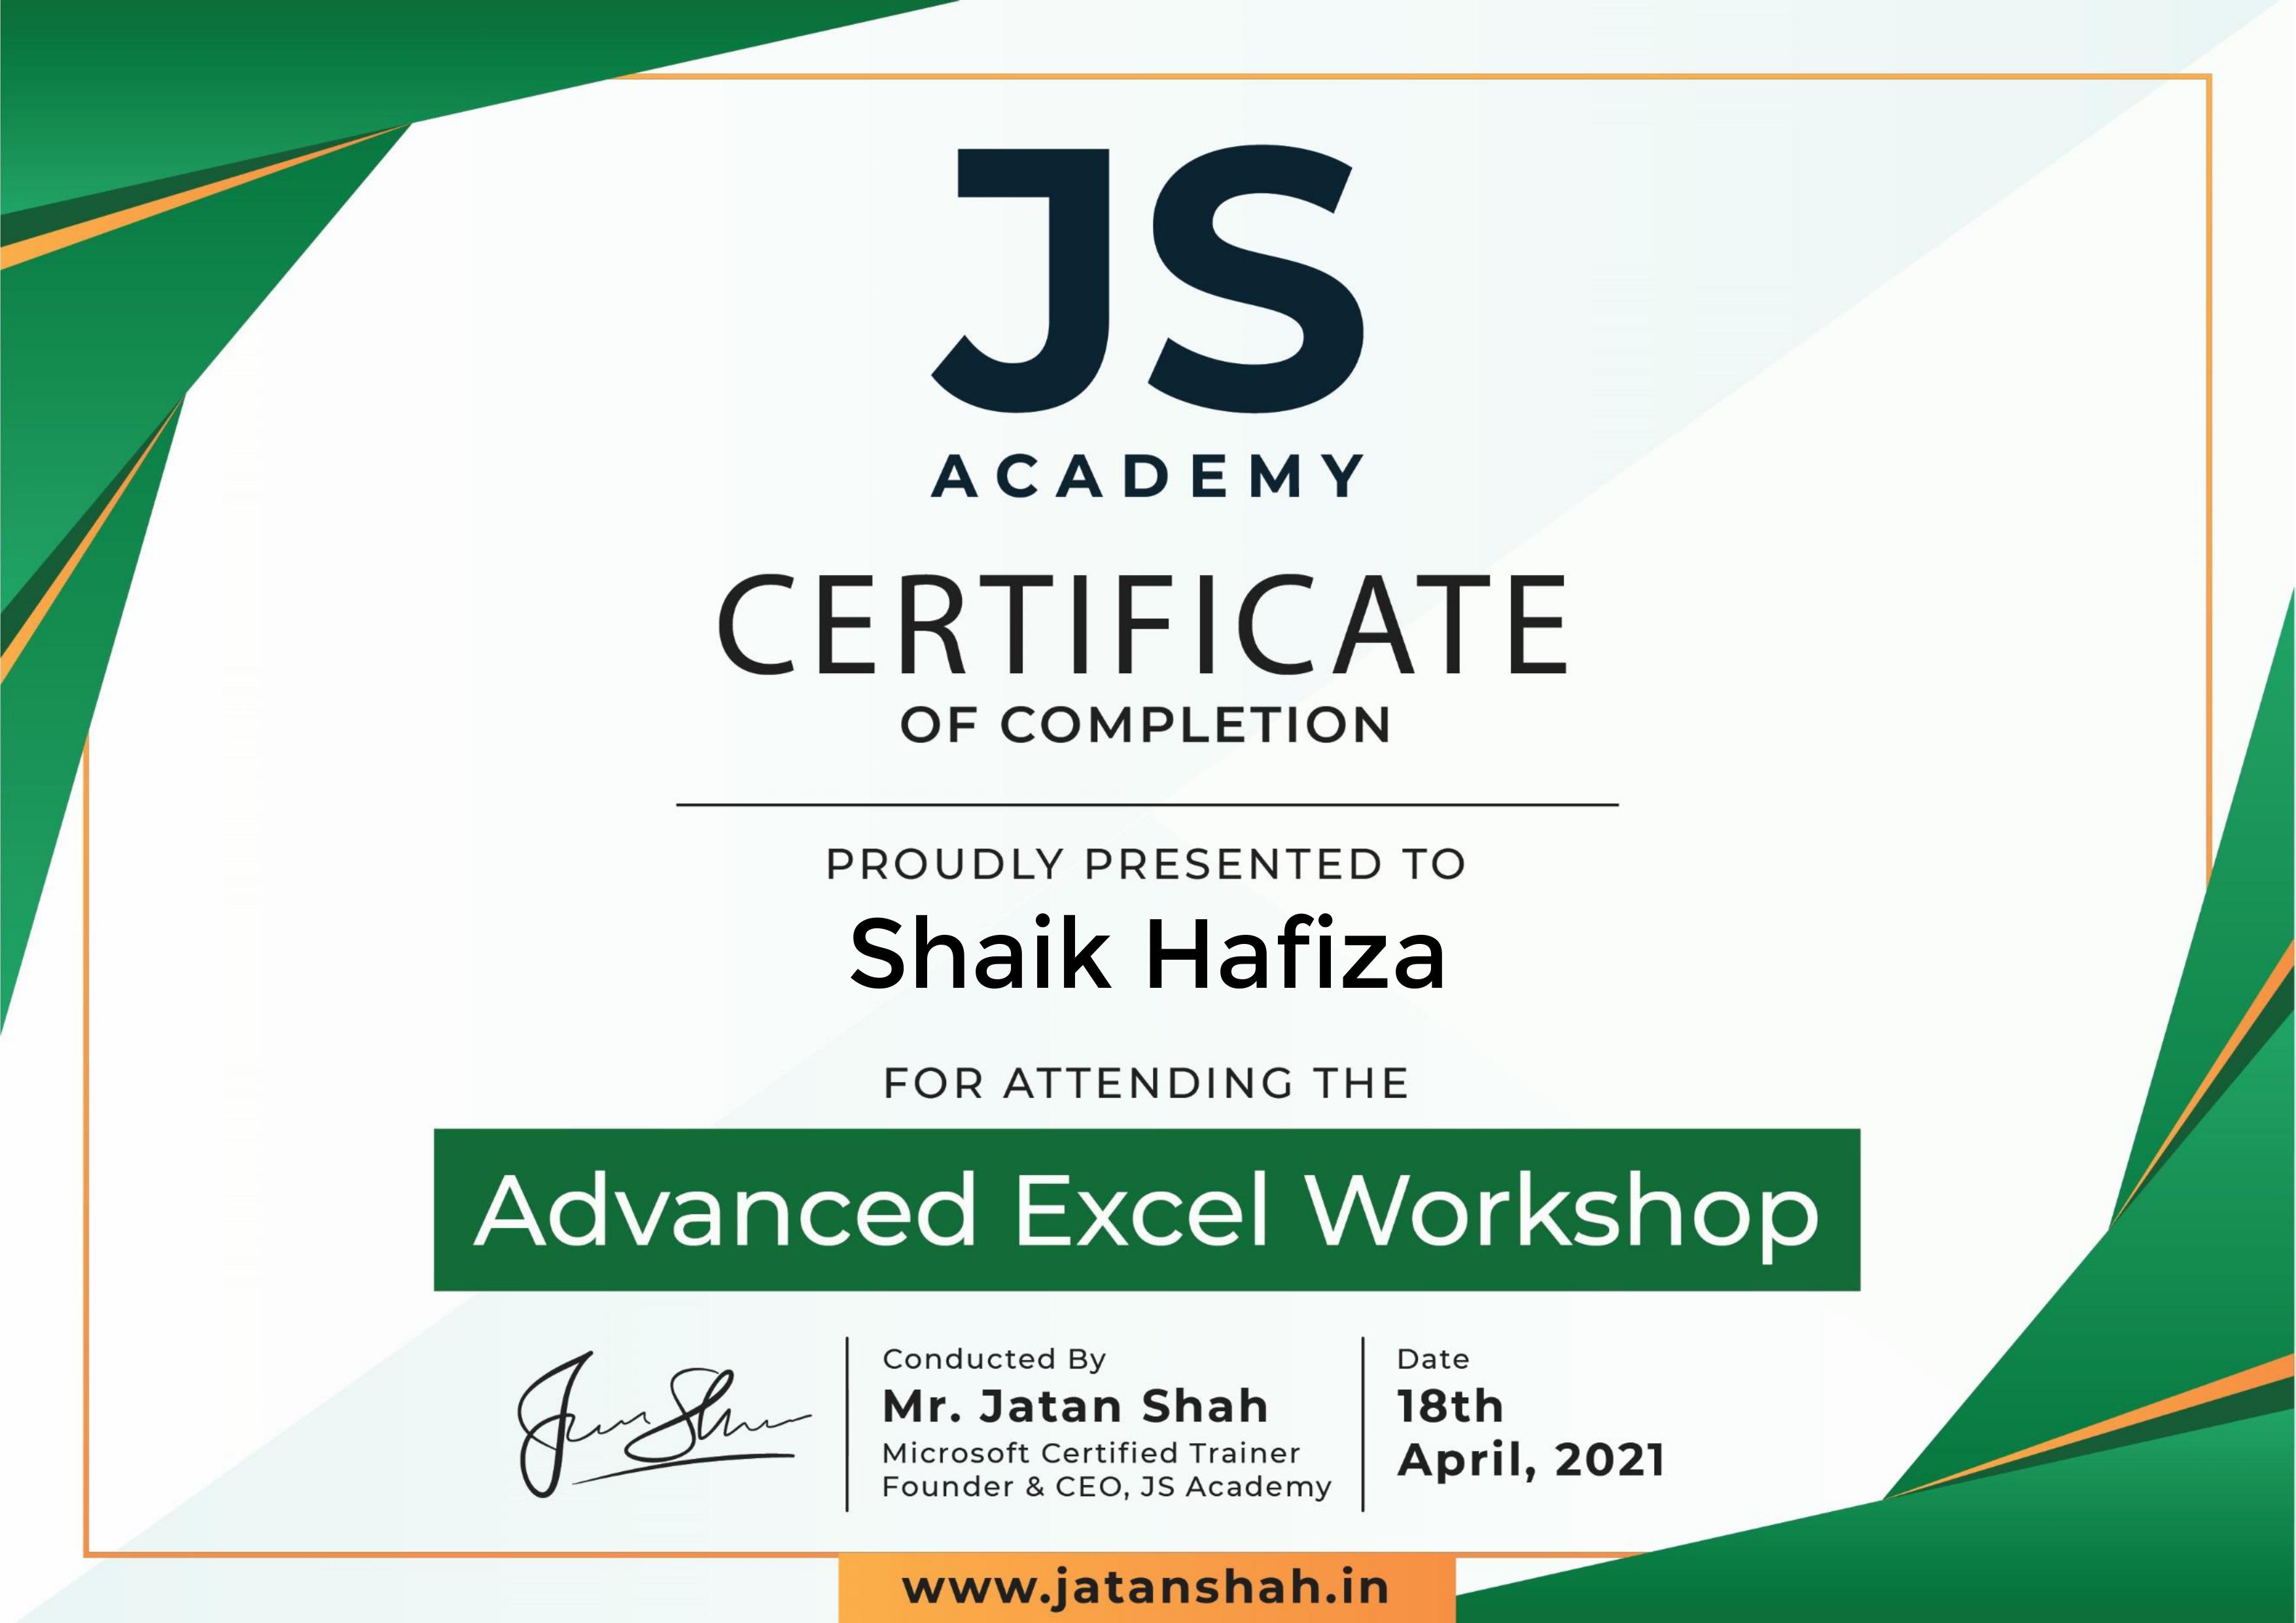 JS
ACADEMY
CERTIFICATE
OF COMPLETION
PROUDLY PRESENTED TO
Shaik Hafiza
FOR ATTENDING THE
Advanced Excel Workshop
Conducted By
Mr. Jatan Shah
Microsoft Certified Trainer
Founder & CEO, JS Academy
Date
18th
April, 2021
www.jatanshah.in